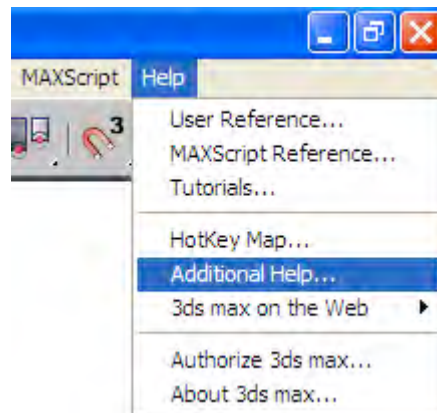 MAXScript Help
3
User Reference...
MAXScript Reference...
Tutorials...
HotKey Map...
Additional Help...
3ds max on the Web
Authorize 3ds max...
About 3ds max...